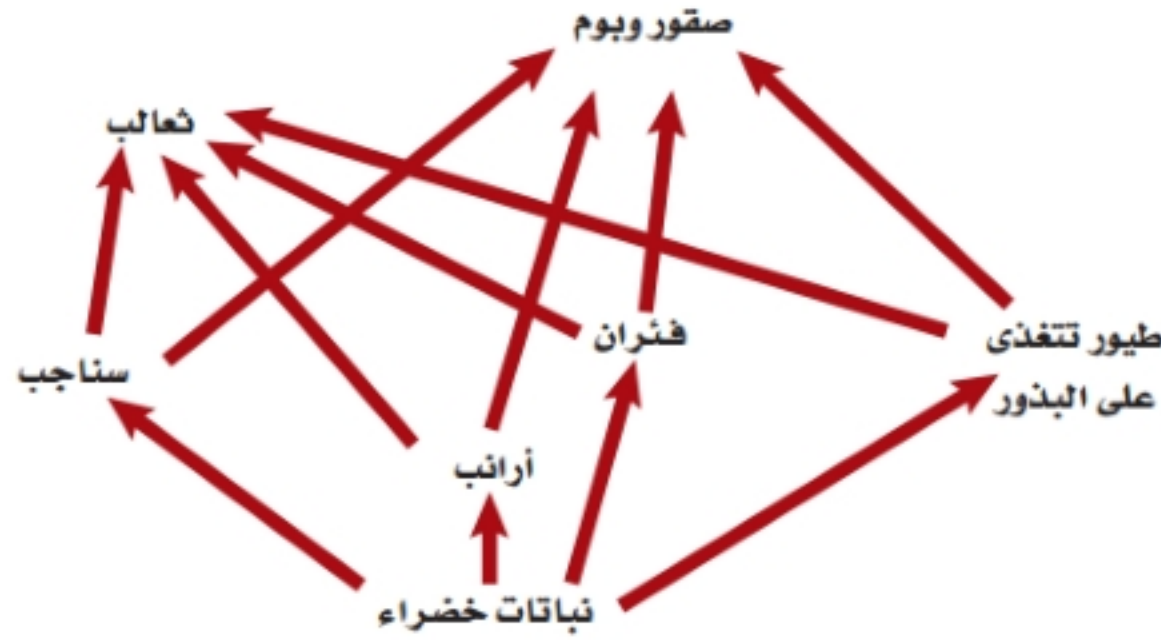 صقور وبوم
ثعالب
فئران
طيور تتغذى
على البذور
سناجب
أرانب
نباتات خضراء